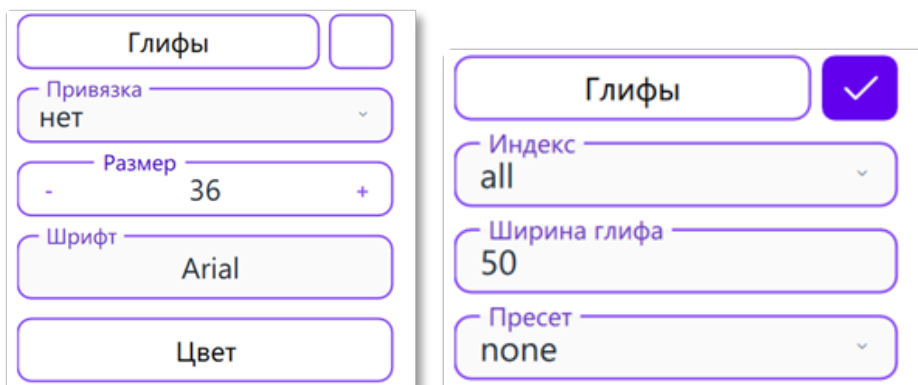 Глифы
Привязка
нет
Размер
- 36 +
Шрифт
Arial
Цвет
Глифы
Индекс
all
Ширина глифа
50
Пресет
none